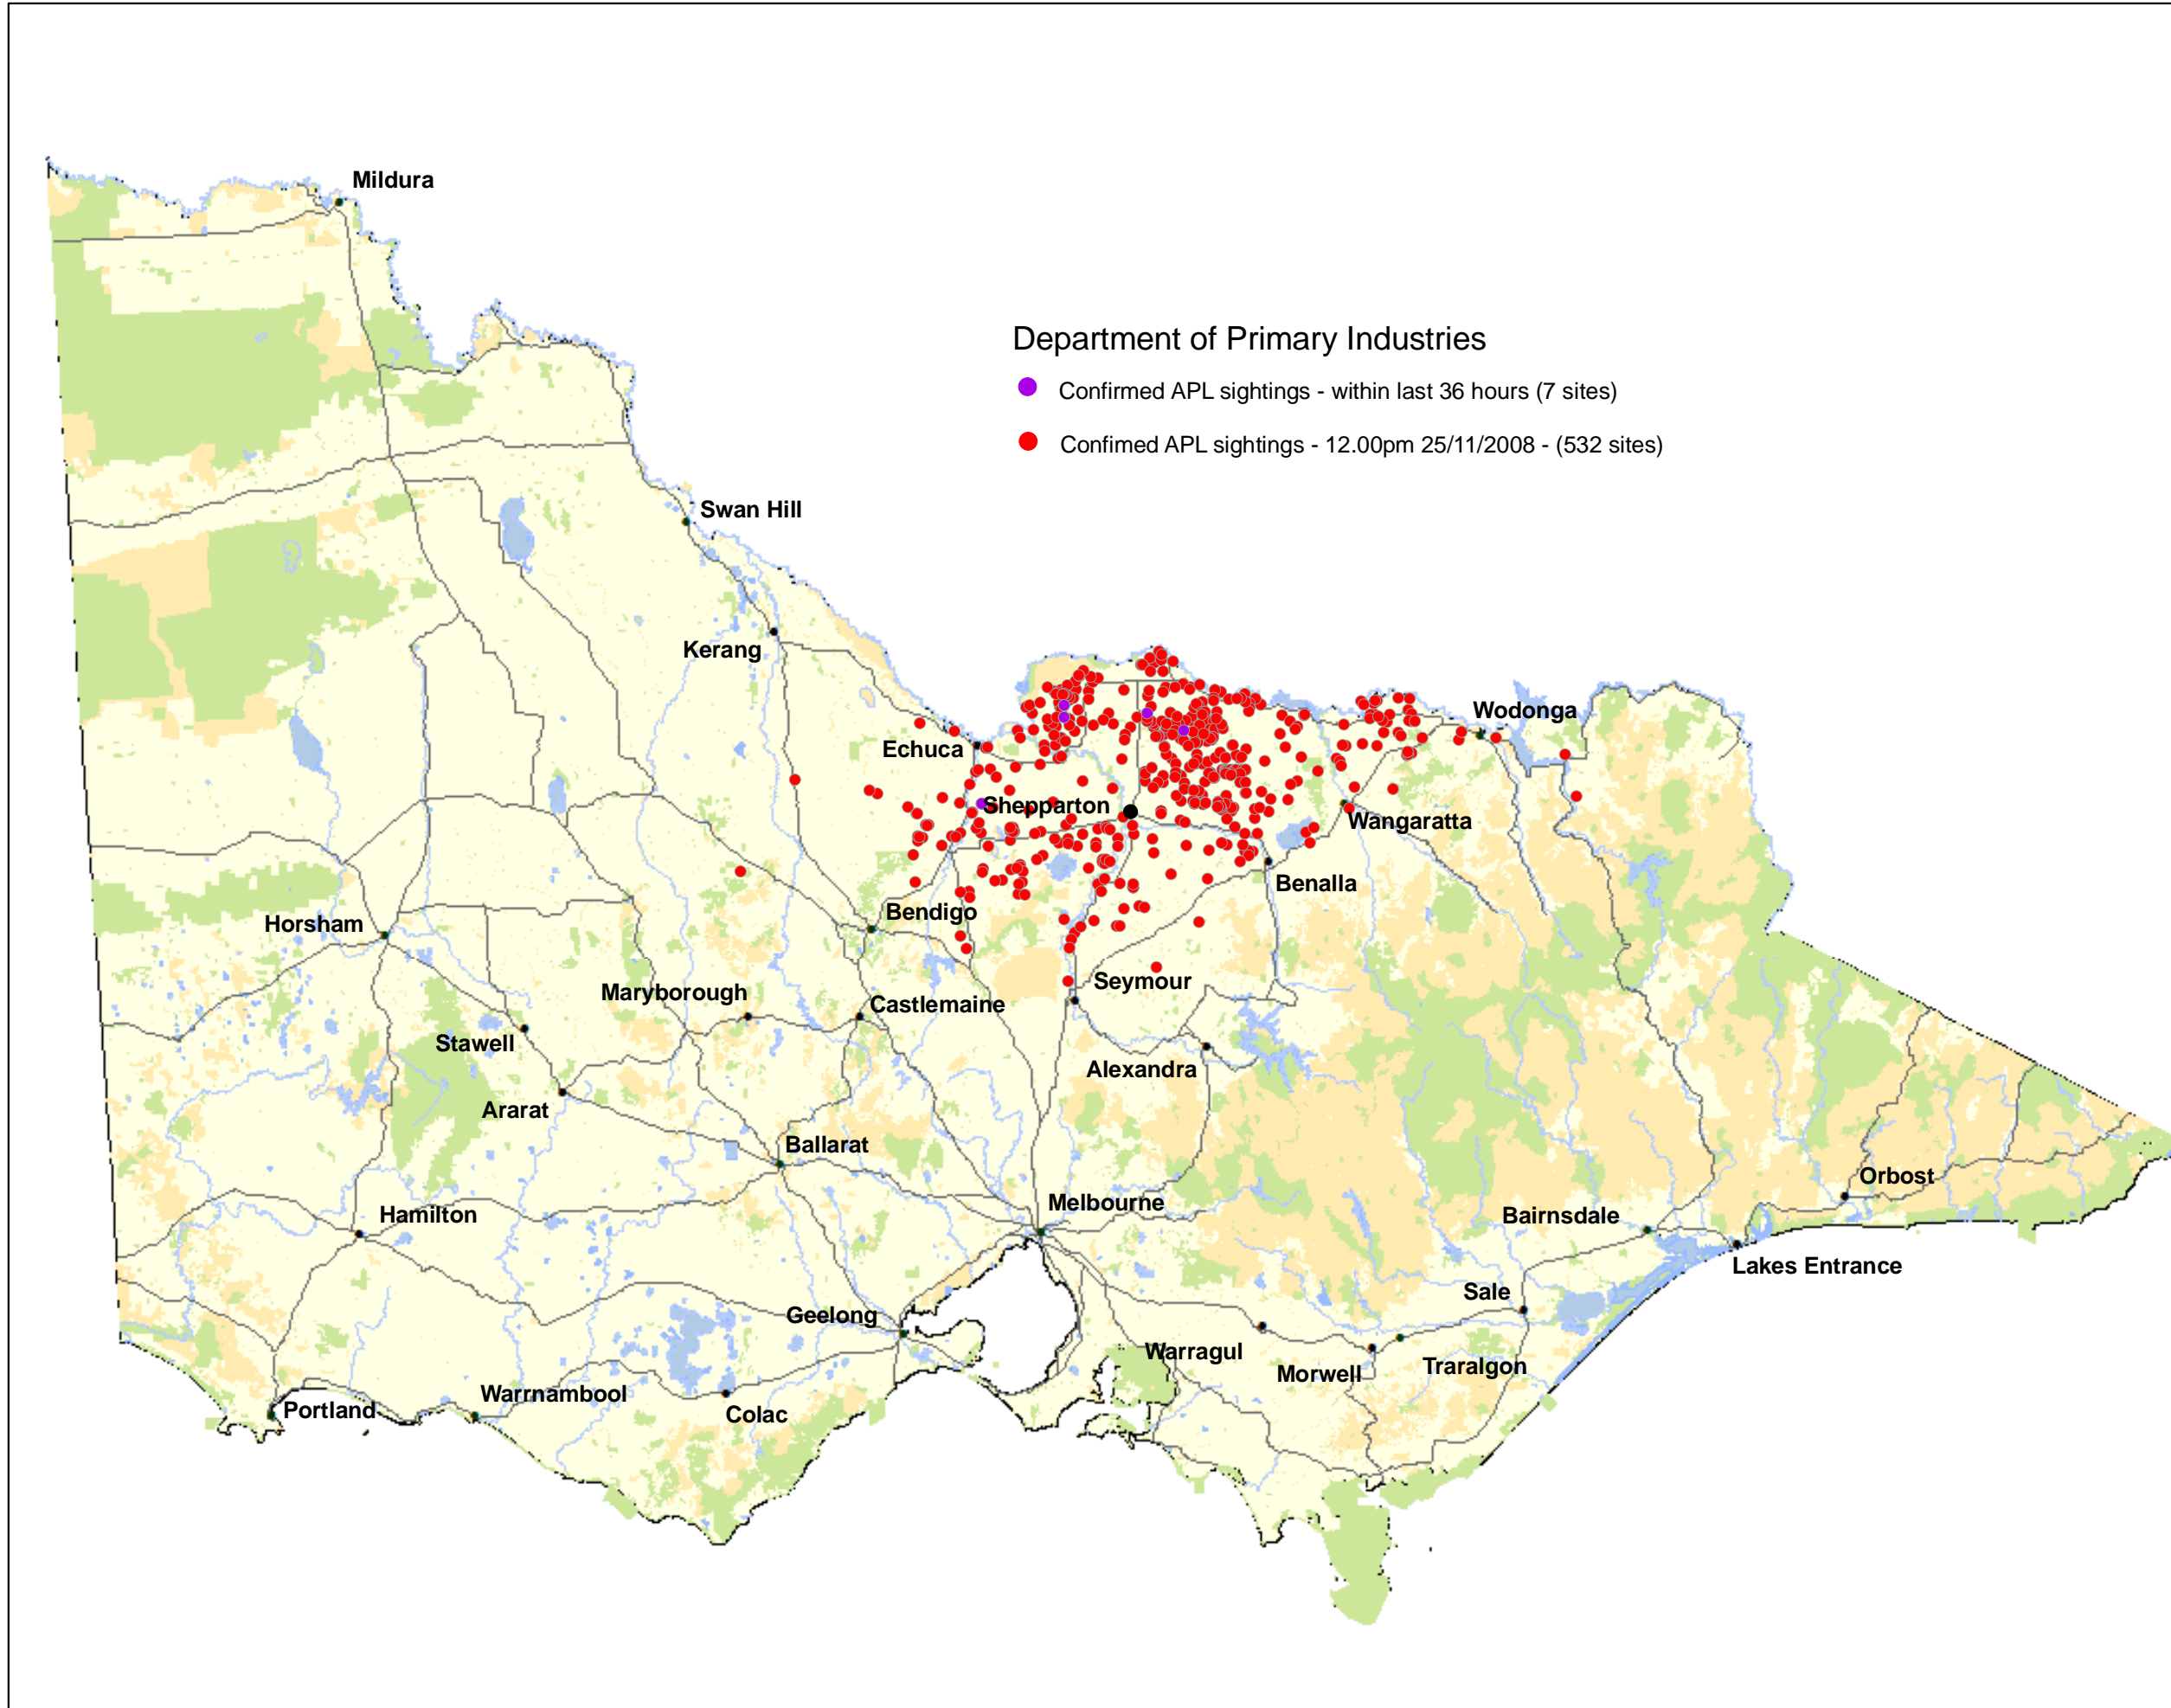 Mildura
Department of Primary Industries
Confirmed APL sightings - within last 36 hours (7 sites)
Confimed APL sightings - 12.00pm 25/11/2008 - (532 sites)
Swan Hill
Kerang
Wodonga
Echuca
Shepparton
Wangaratta
Benalla
Bendigo
Horsham
Seymour
Maryborough
Castlemaine
Stawell
Alexandra
Ararat
Ballarat
Orbost
Melbourne
Hamilton
Bairnsdale
Lakes Entrance
Sale
Geelong
Warragul
Morwell
Traralgon
Warrnambool
Portland
Colac